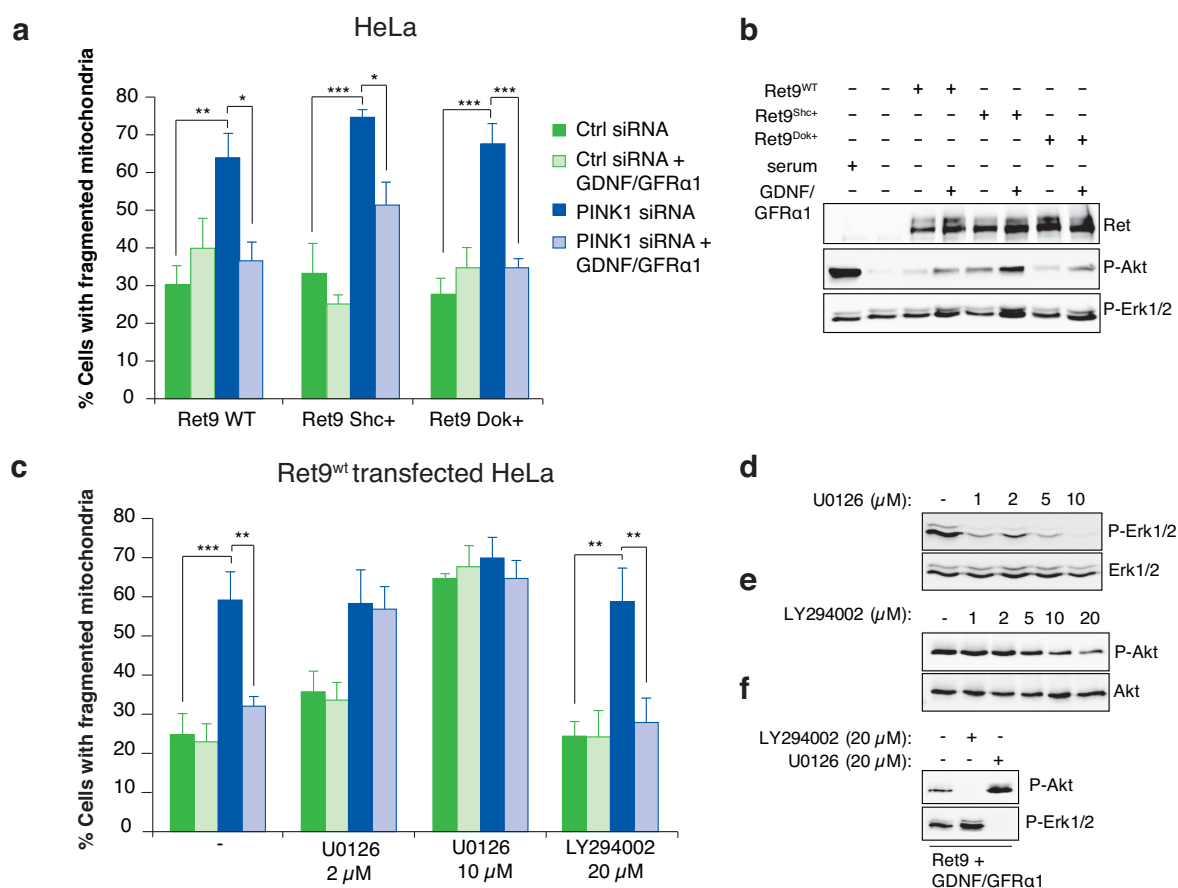 a
HeLa
% Cells with fragmented mitochondria
80
70
60
50
40
30
20
10
0
** *
*** *
*** ***
Ret9 WT Ret9 Shc+ Ret9 Dok+
Ctrl siRNA
Ctrl siRNA +
GDNF/GFRα1
PINK1 siRNA
PINK1 siRNA +
GDNF/GFRα1
b
Ret9WT - - + + - - - -
Ret9Shc+ - - - - + + - -
Ret9Dok+ - - - - - - + +
serum + - - - - - - -
GDNF/ - - - + - + - +
GFRα1
Ret
P-Akt
P-Erk1/2
c
Ret9wt transfected HeLa
% Cells with fragmented mitochondria
80
70
60
50
40
30
20
10
0
*** **
** **
- U0126 U0126 LY294002
2 µM 10 µM 20 µM
d
U0126 (µM): - 1 2 5 10
P-Erk1/2
Erk1/2
e
LY294002 (µM): - 1 2 5 10 20
P-Akt
Akt
f
LY294002 (20 µM): - + -
U0126 (20 µM): - - +
P-Akt
P-Erk1/2
Ret9 +
GDNF/GFRα1